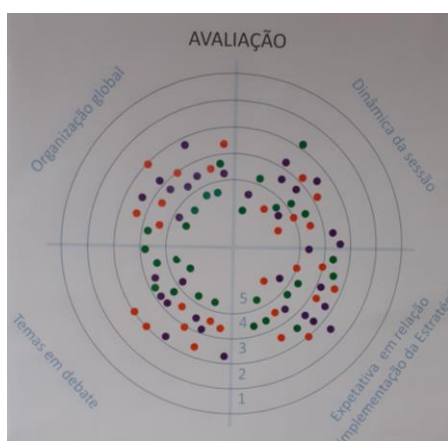 AVALIAÇÃO
Organização global
Dinâmica da sessão
5
4
3
2
1
Temas em debate
Expetativa em relação
implementação da Estraté